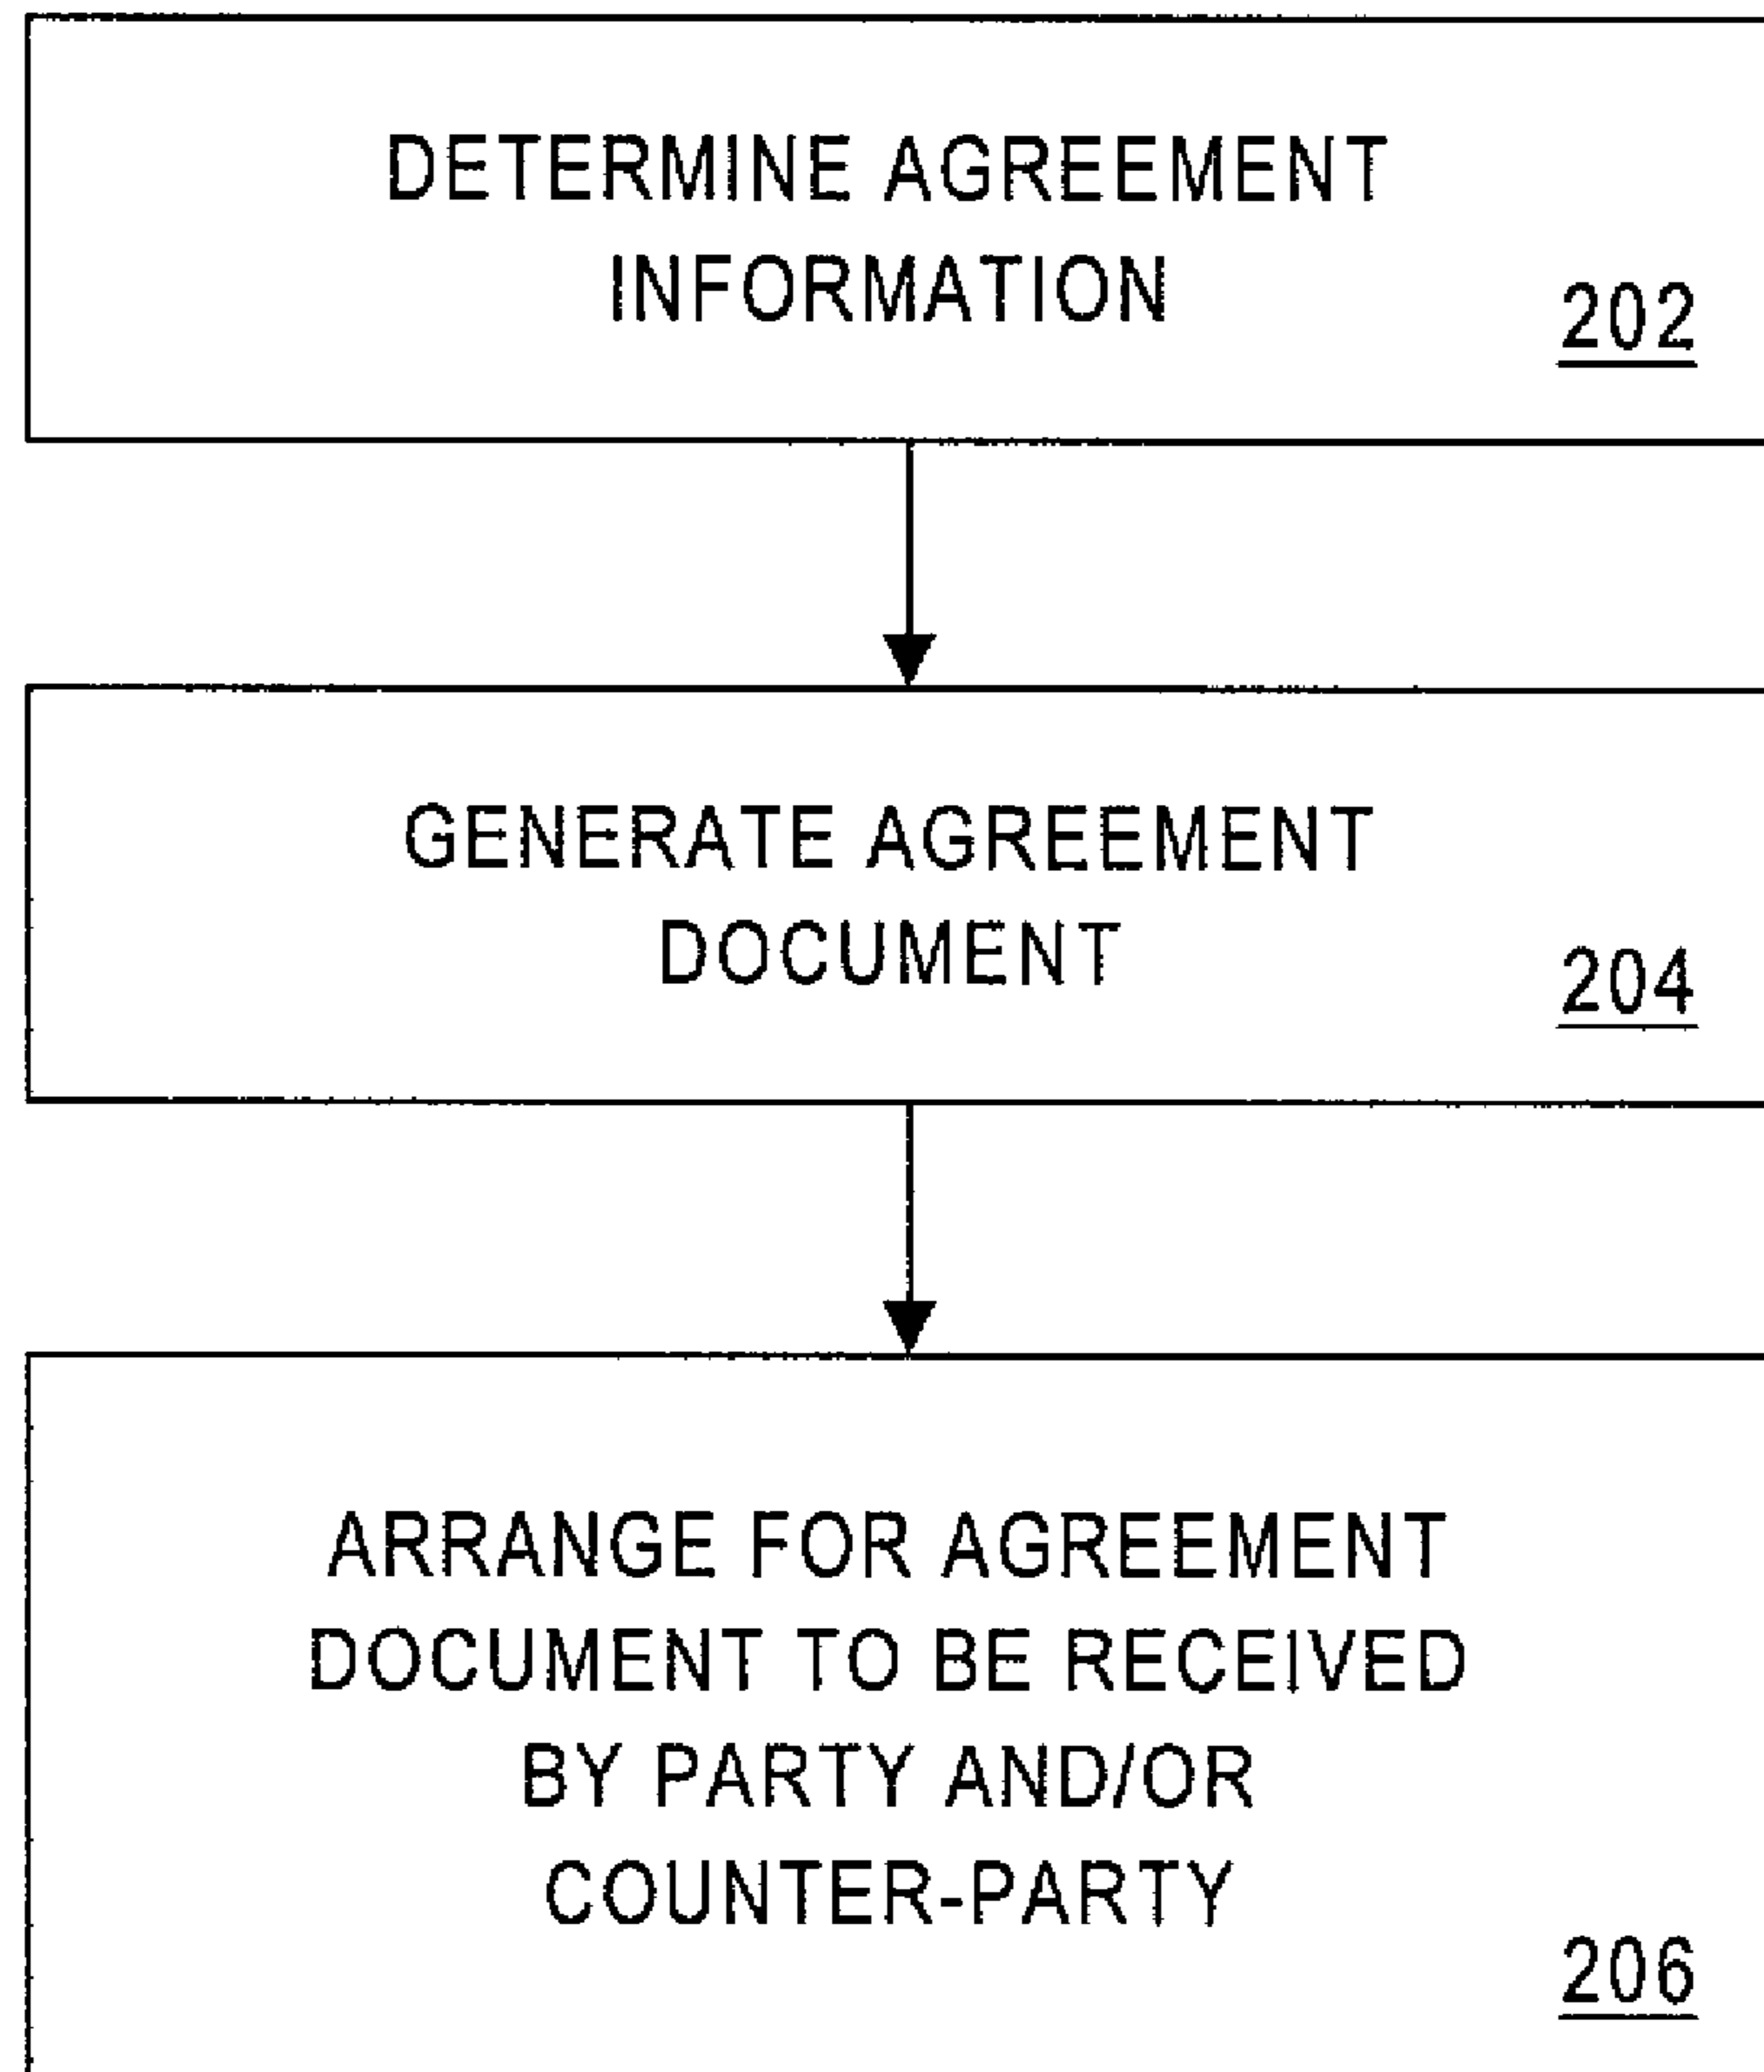 DETERMINE AGREEMENT
INFORMATION
202
GENERATE AGREEMENT
DOCUMENT
204
ARRANGE FOR AGREEMENT
DOCUMENT TO BE RECEIVED
BY PARTY AND/OR
COUNTER-PARTY
206